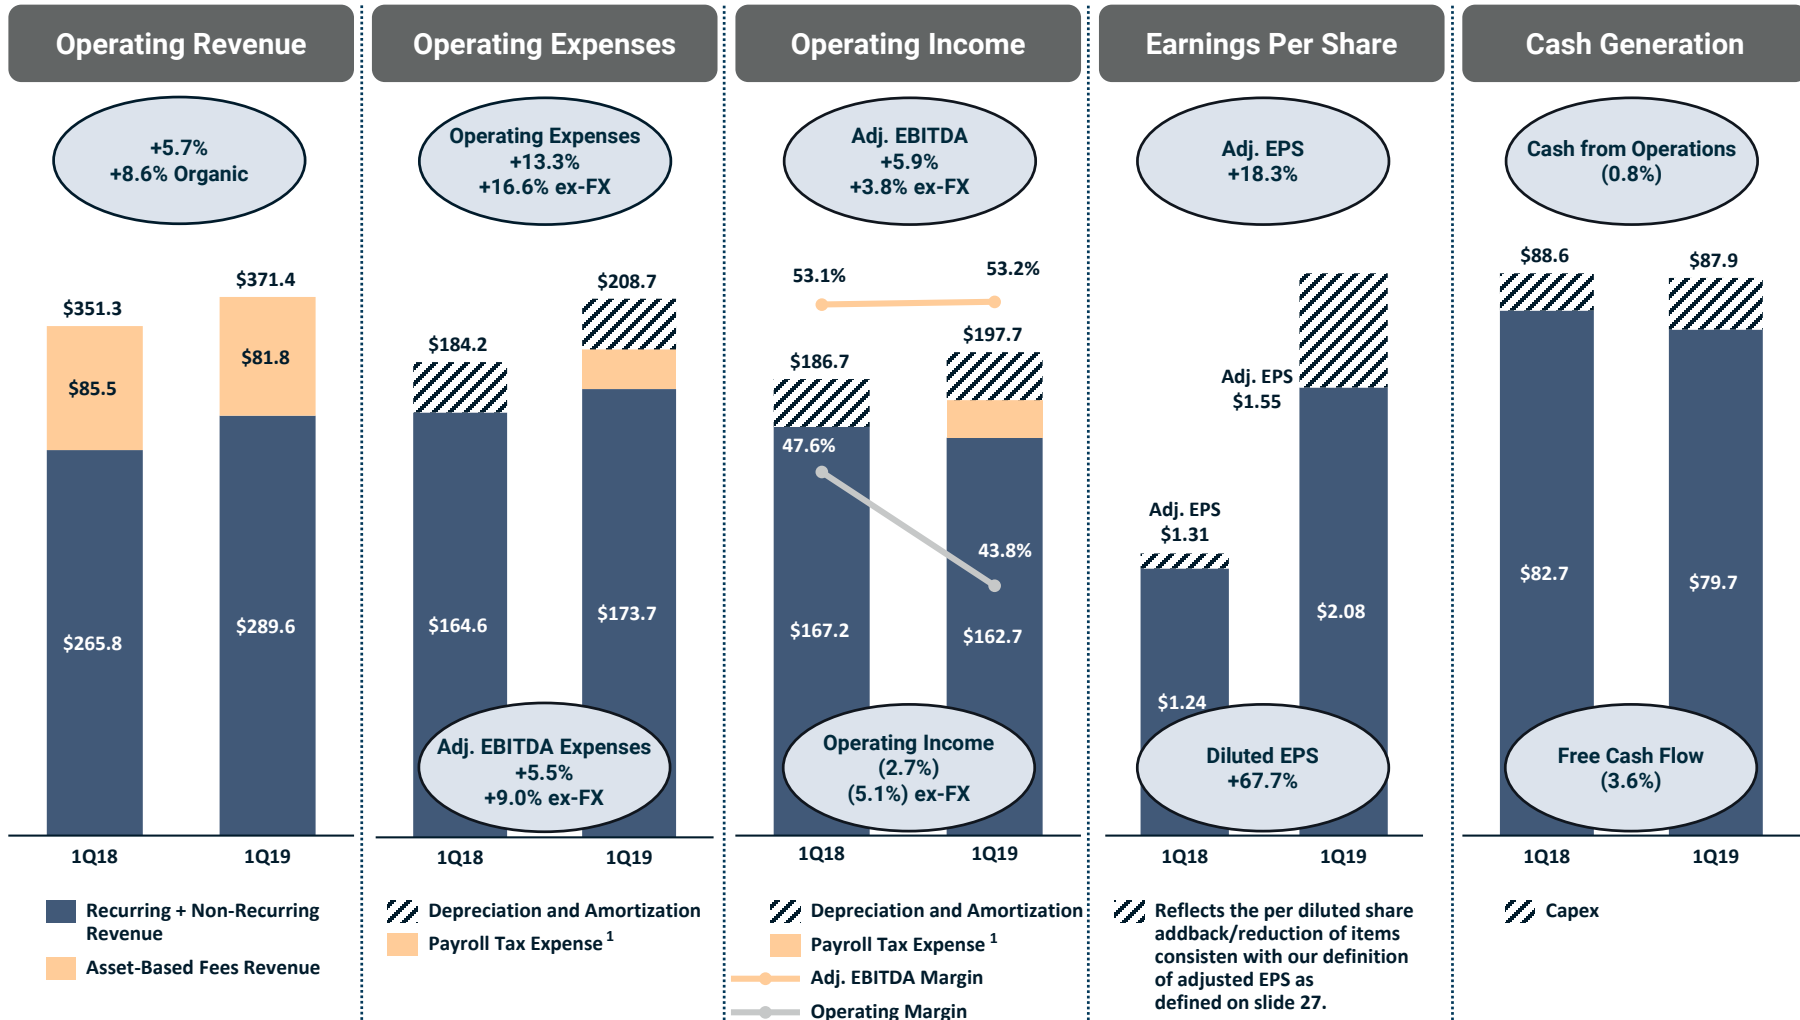 Operating Revenue
+5.7%
+8.6% Organic
$351.3
$371.4
$85.5
$81.8
$265.8
$289.6
1Q18
1Q19
Recurring + Non-Recurring
Revenue
Asset-Based Fees Revenue
Operating Expenses
Operating Expenses
+13.3%
+16.6% ex-FX
$184.2
$208.7
$164.6
$173.7
Adj. EBITDA Expenses
+5.5%
+9.0% ex-FX
1Q18
1Q19
Depreciation and Amortization
Payroll Tax Expense 1
Operating Income
Adj. EBITDA
+5.9%
+3.8% ex-FX
53.1%
53.2%
$186.7
$197.7
47.6%
43.8%
$167.2
$162.7
Operating Income
(2.7%)
(5.1%) ex-FX
1Q18
1Q19
Depreciation and Amortization
Payroll Tax Expense 1
Adj. EBITDA Margin
Operating Margin
Earnings Per Share
Adj. EPS
+18.3%
Adj. EPS
$1.55
Adj. EPS
$1.31
$2.08
$1.24
Diluted EPS
+67.7%
1Q18
1Q19
Reflects the per diluted share
addback/reduction of items
consisten with our definition
of adjusted EPS as
defined on slide 27.
Cash Generation
Cash from Operations
(0.8%)
$88.6
$87.9
$82.7
$79.7
Free Cash Flow
(3.6%)
1Q18
1Q19
Capex